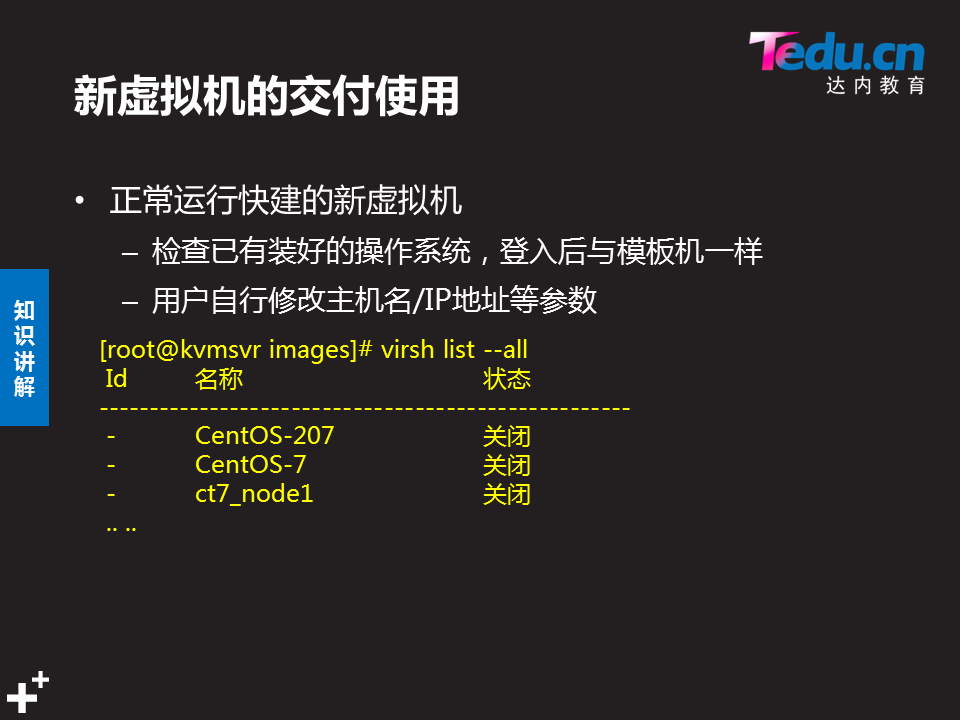 Tedu.cn
达内教育
新虚拟机的交付使用
• 正常运行快建的新虚拟机
– 检查已有装好的操作系统，登入后与模板机一样
– 用户自行修改主机名/IP地址等参数
知识讲解
[root@kvmsvr images]# virsh list --all
Id 名称 状态
----------------------------------------------------
- CentOS-207 关闭
- CentOS-7 关闭
- ct7_node1 关闭
.. ..